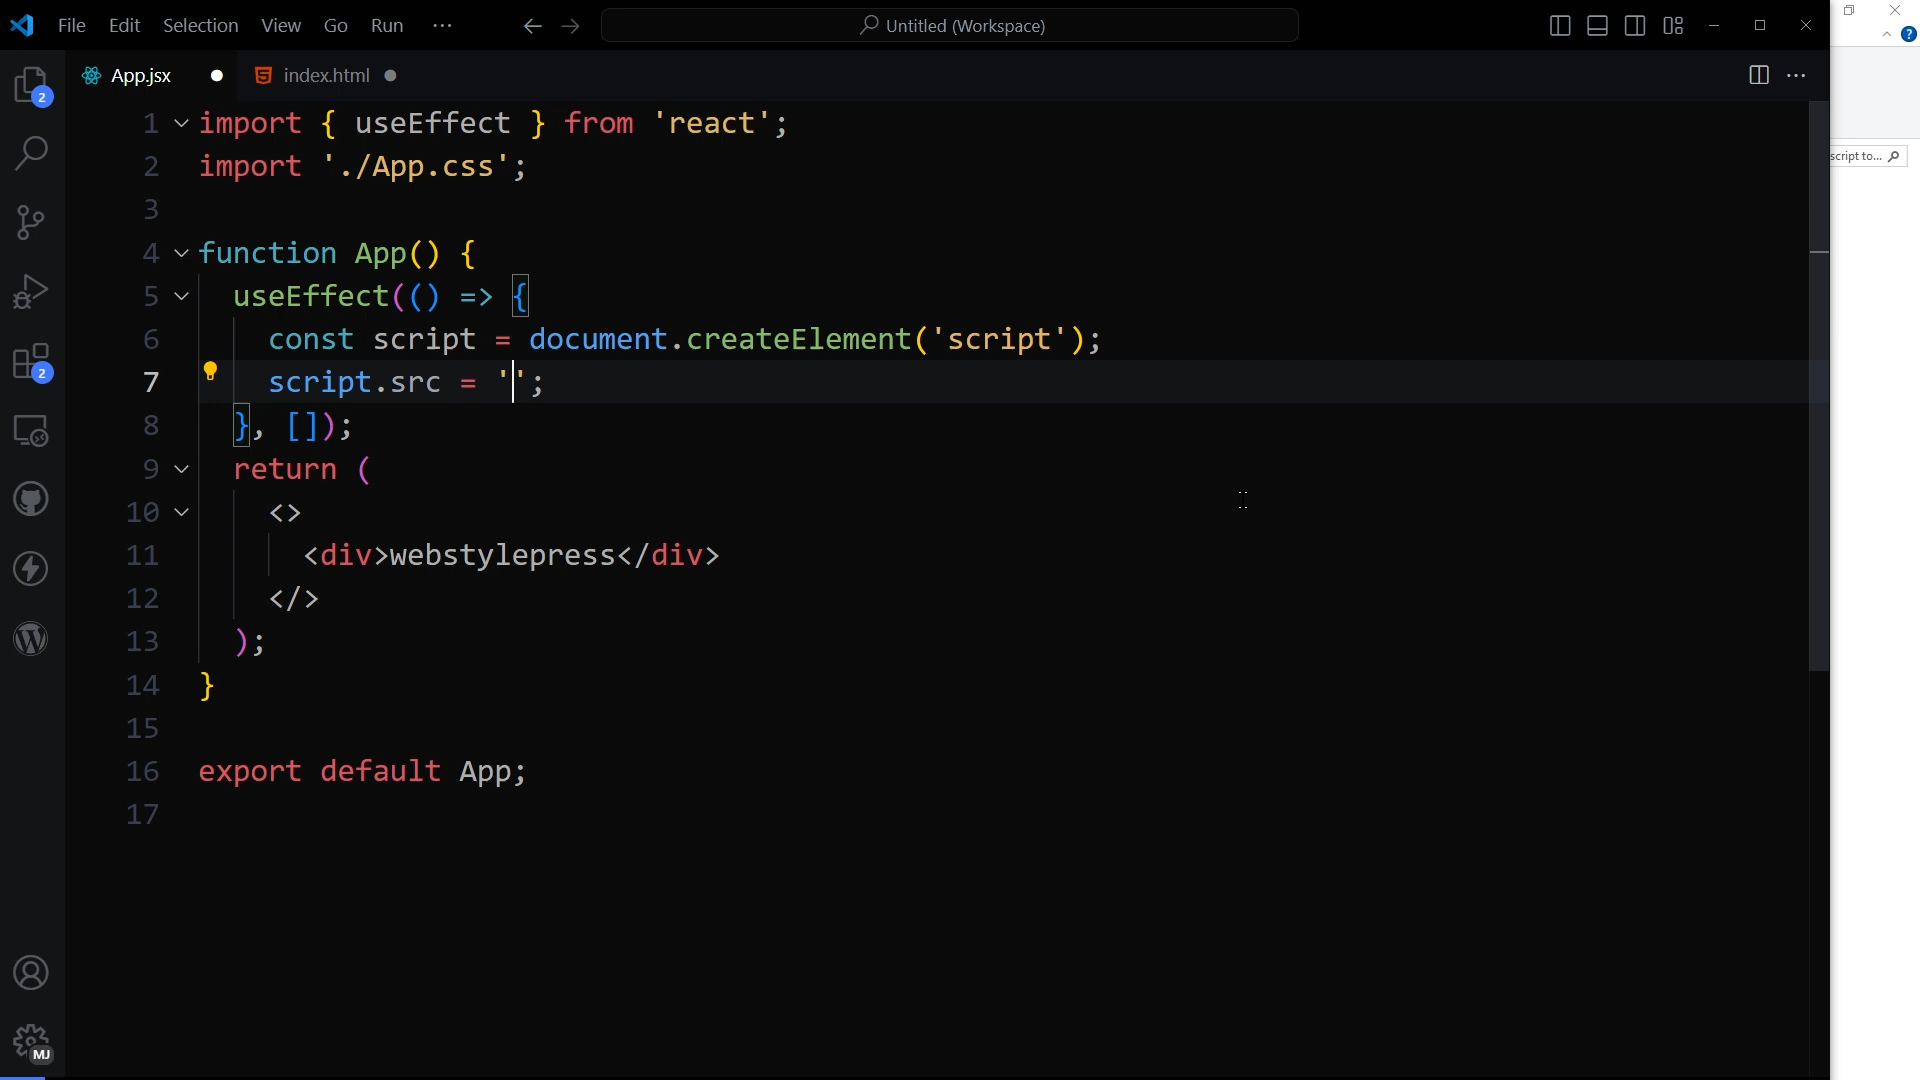 File Edit Selection View Go Run ··· Untitled (Workspace)
App.jsx index.html
script to...
1 import { useEffect } from 'react';
2 import './App.css';
3
4 function App() {
5 useEffect(() => {
6 const script = document.createElement('script');
7 script.src = '';
8 }, []);
9 return (
10 <>
11 <div>webstylepress</div>
12 </>
13 );
14 }
15
16 export default App;
17
2
2
MJ
?